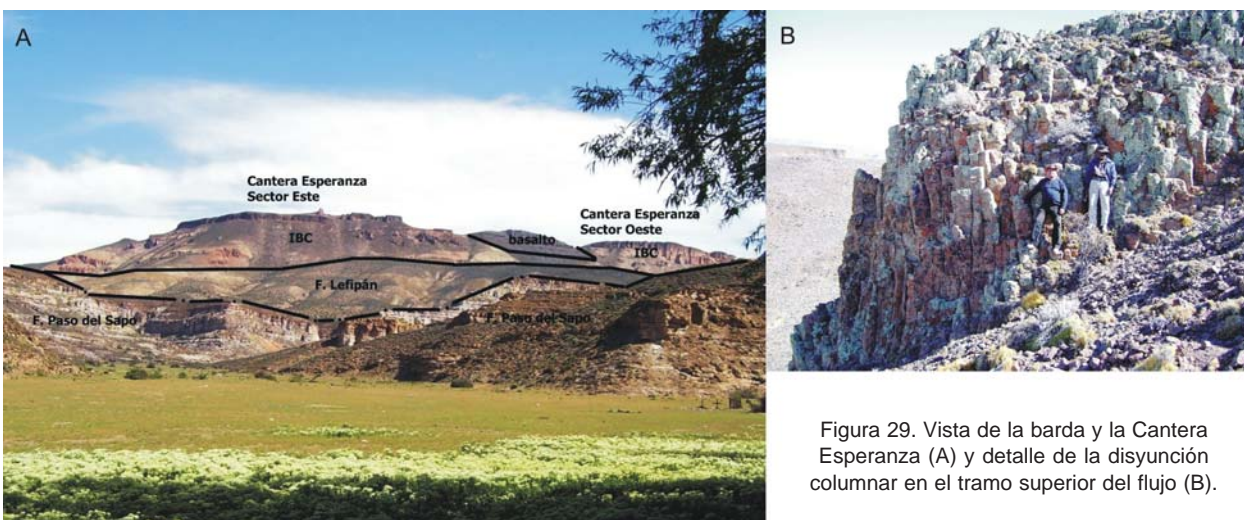 A
B
Cantera Esperanza
Sector Este
Cantera Esperanza
Sector Oeste
IBC
basalto
IBC
F. Lefipán
F. Paso del Sapo
F. Paso del Sapo
Figura 29. Vista de la barda y la Cantera
Esperanza (A) y detalle de la disyunción
columnar en el tramo superior del flujo (B).